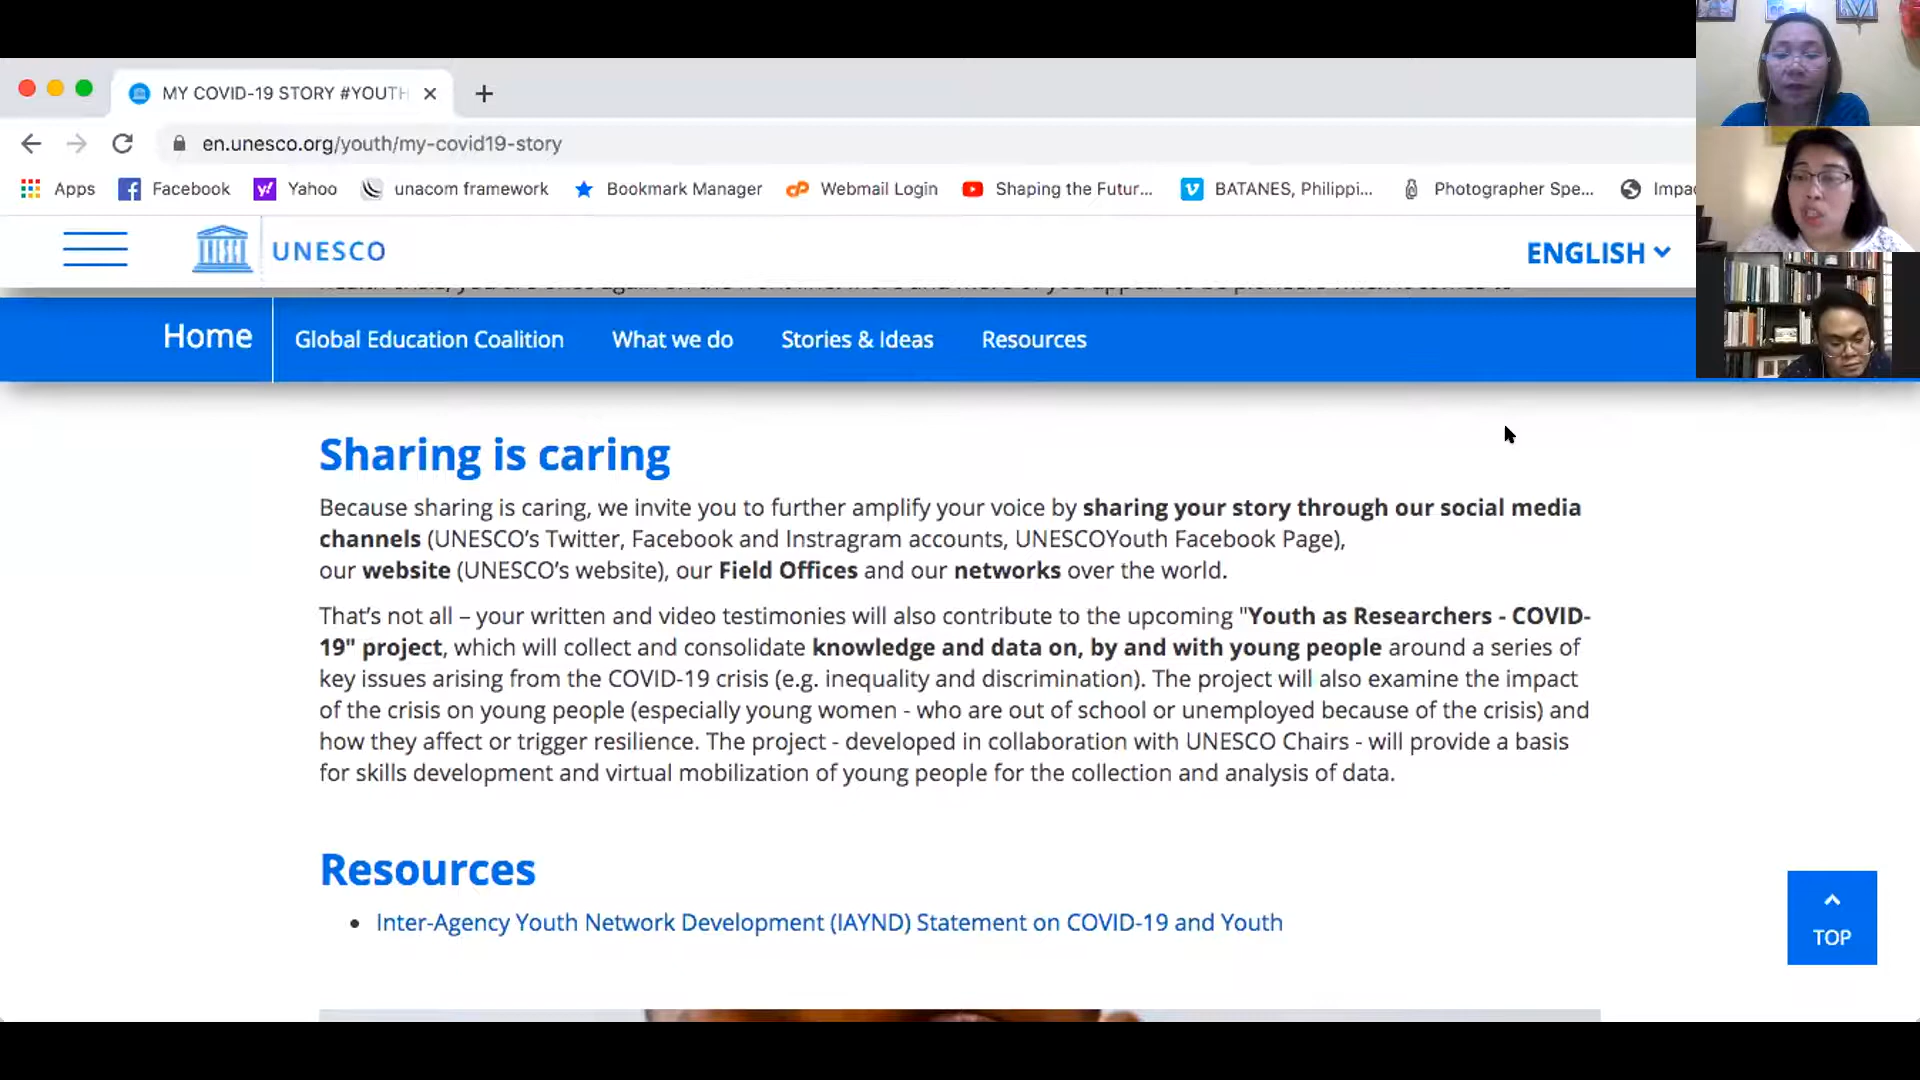 MY COVID-19 STORY #YOUTH
en.unesco.org/youth/my-covid19-story
Apps Facebook Yahoo unacom framework Bookmark Manager Webmail Login Shaping the Futur... BATANES, Philippi... Photographer Spe... Impac
UNESCO
ENGLISH
Home Global Education Coalition What we do Stories & Ideas Resources
Sharing is caring
Because sharing is caring, we invite you to further amplify your voice by sharing your story through our social media
channels (UNESCO's Twitter, Facebook and Instragram accounts, UNESCOYouth Facebook Page),
our website (UNESCO's website), our Field Offices and our networks over the world.
That's not all – your written and video testimonies will also contribute to the upcoming "Youth as Researchers - COVID-
19" project, which will collect and consolidate knowledge and data on, by and with young people around a series of
key issues arising from the COVID-19 crisis (e.g. inequality and discrimination). The project will also examine the impact
of the crisis on young people (especially young women - who are out of school or unemployed because of the crisis) and
how they affect or trigger resilience. The project - developed in collaboration with UNESCO Chairs - will provide a basis
for skills development and virtual mobilization of young people for the collection and analysis of data.
Resources
• Inter-Agency Youth Network Development (IAYND) Statement on COVID-19 and Youth
TOP